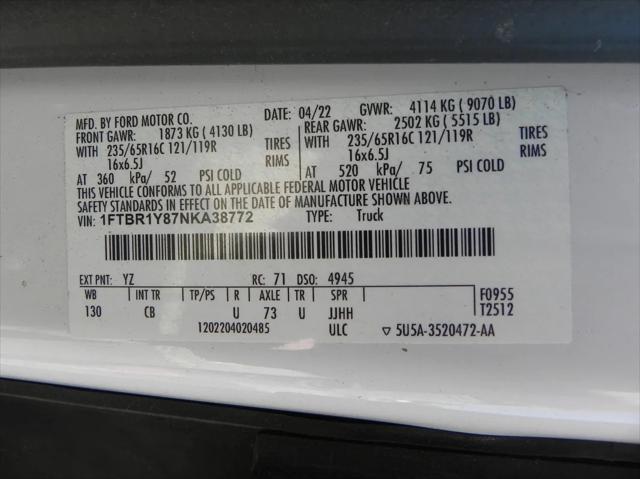 MFD. BY FORD MOTOR CO. DATE: 04/22 GVWR: 4114 KG ( 9070 LB)
FRONT GAWR: 1873 KG ( 4130 LB) REAR GAWR: 2502 KG ( 5515 LB)
WITH 235/65R16C 121/119R TIRES WITH 235/65R16C 121/119R TIRES
16x6.5J RIMS 16x6.5J RIMS
AT 360 kPa/ 52 PSI COLD AT 520 kPa/ 75 PSI COLD
THIS VEHICLE CONFORMS TO ALL APPLICABLE FEDERAL MOTOR VEHICLE
SAFETY STANDARDS IN EFFECT ON THE DATE OF MANUFACTURE SHOWN ABOVE.
VIN: 1FTBR1Y87NKA38772 TYPE: Truck
EXT PNT: YZ RC: 71 DSO: 4945
WB INT TR TP/PS R AXLE TR SPR F0955
130 CB U 73 U JJHH T2512
1202204020485 ULC ▽ 5U5A-3520472-AA